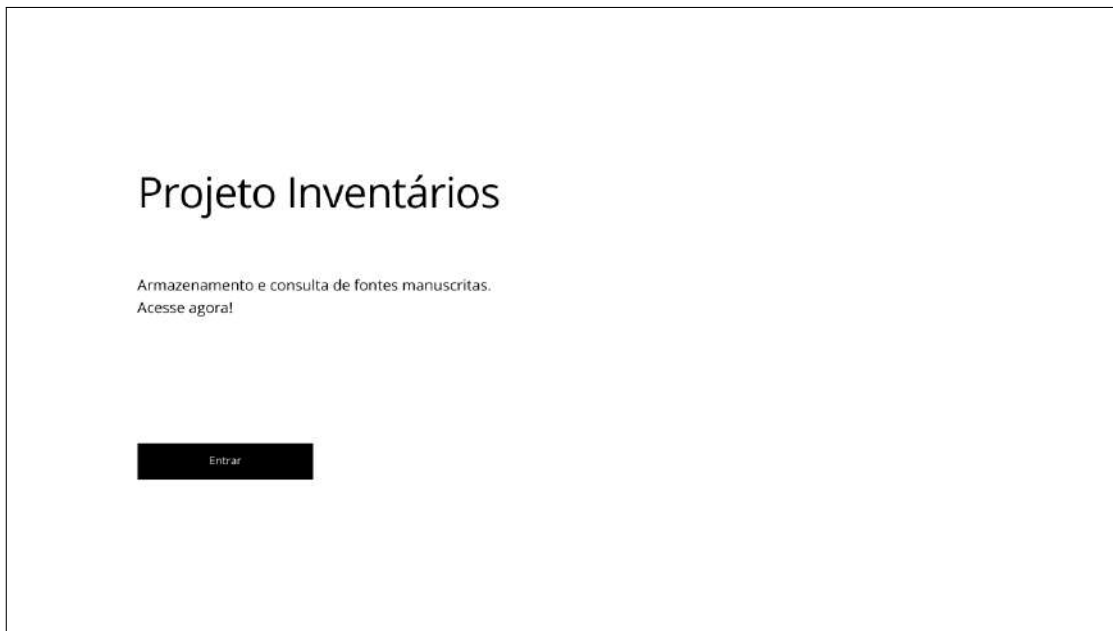 Projeto Inventários
Armazenamento e consulta de fontes manuscritas.
Acesse agora!
Entrar